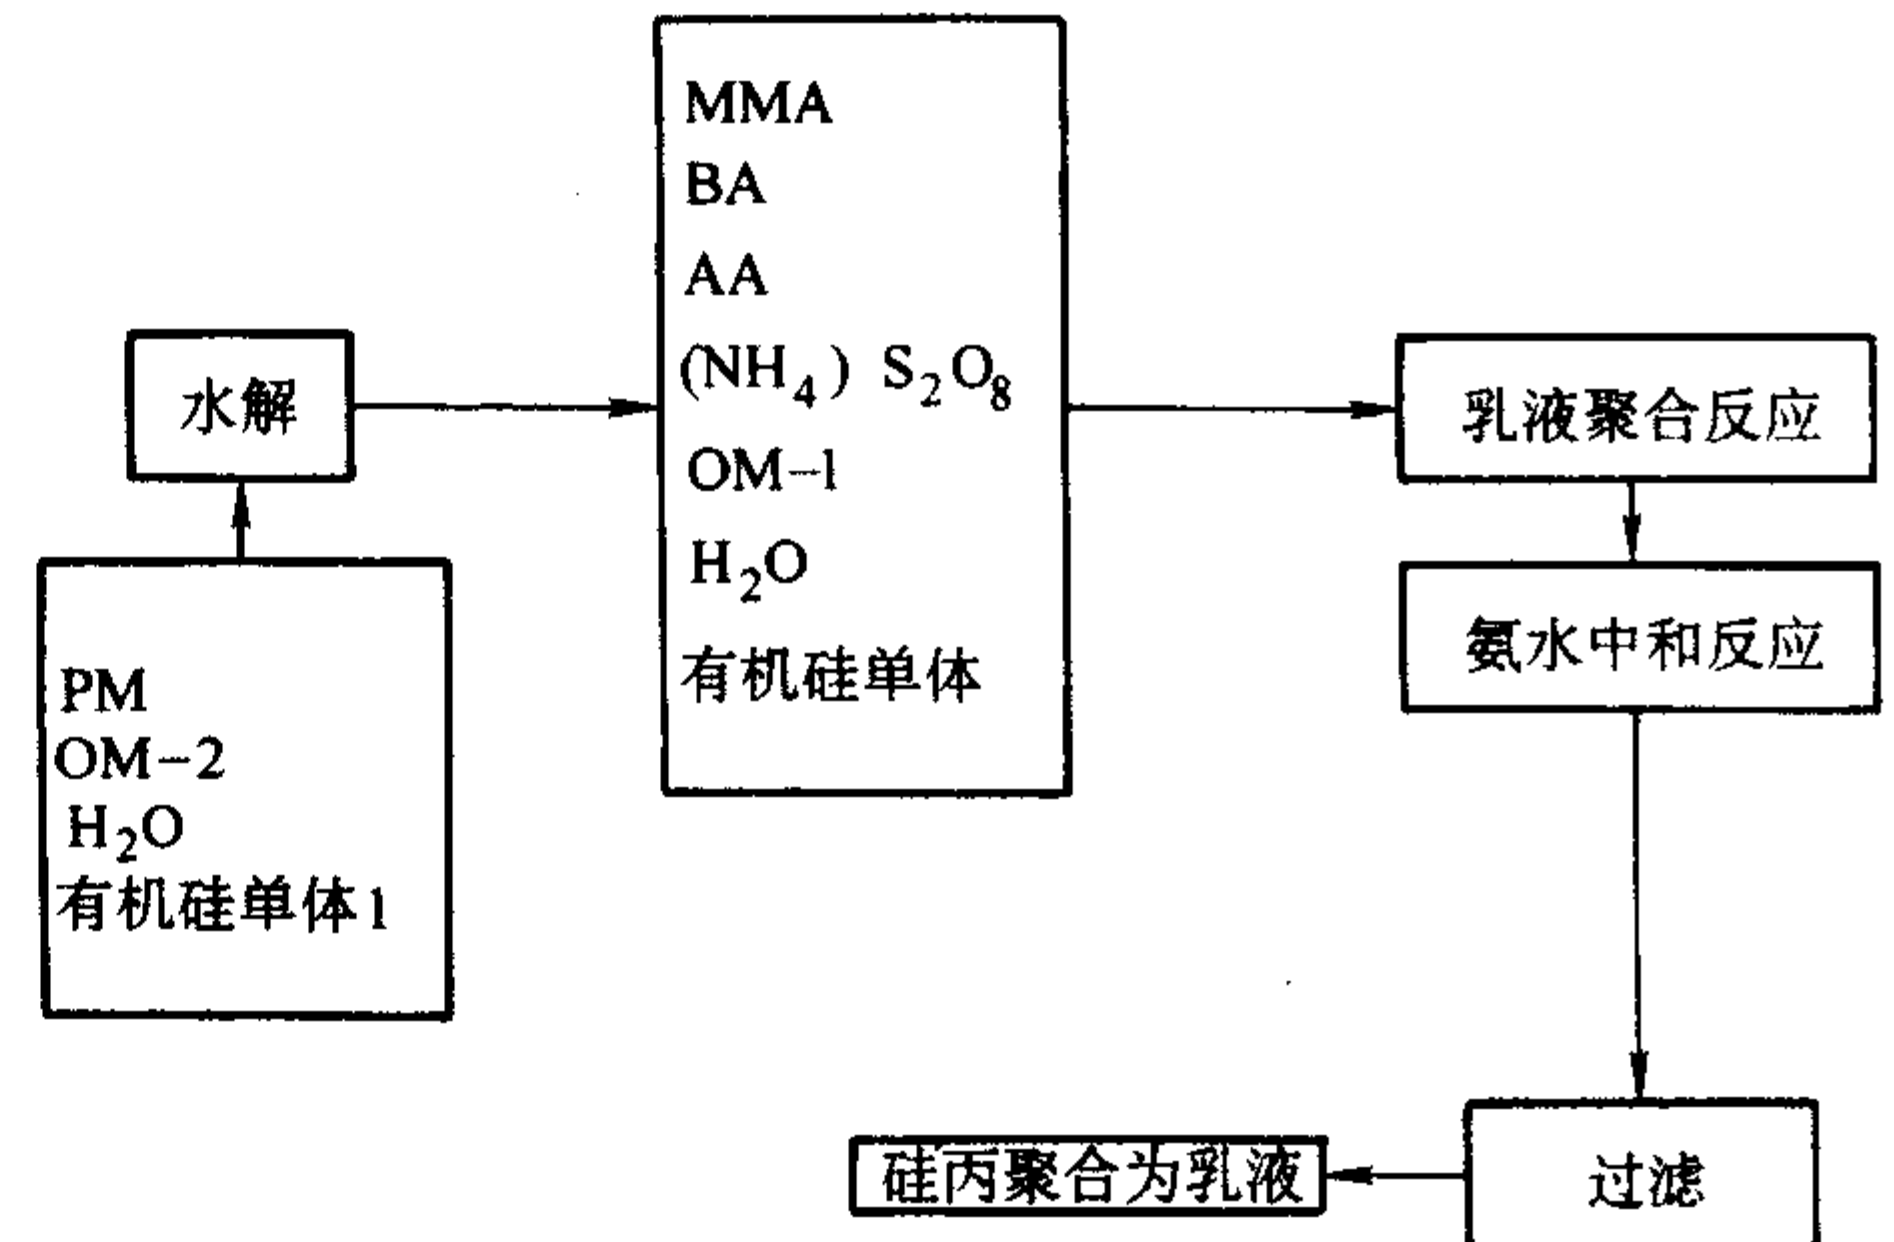 水解
PM
OM-2
H₂O
有机硅单体1
MMA
BA
AA
(NH₄) S₂O₈
OM-1
H₂O
有机硅单体
乳液聚合反应
氨水中和反应
过滤
硅丙聚合为乳液